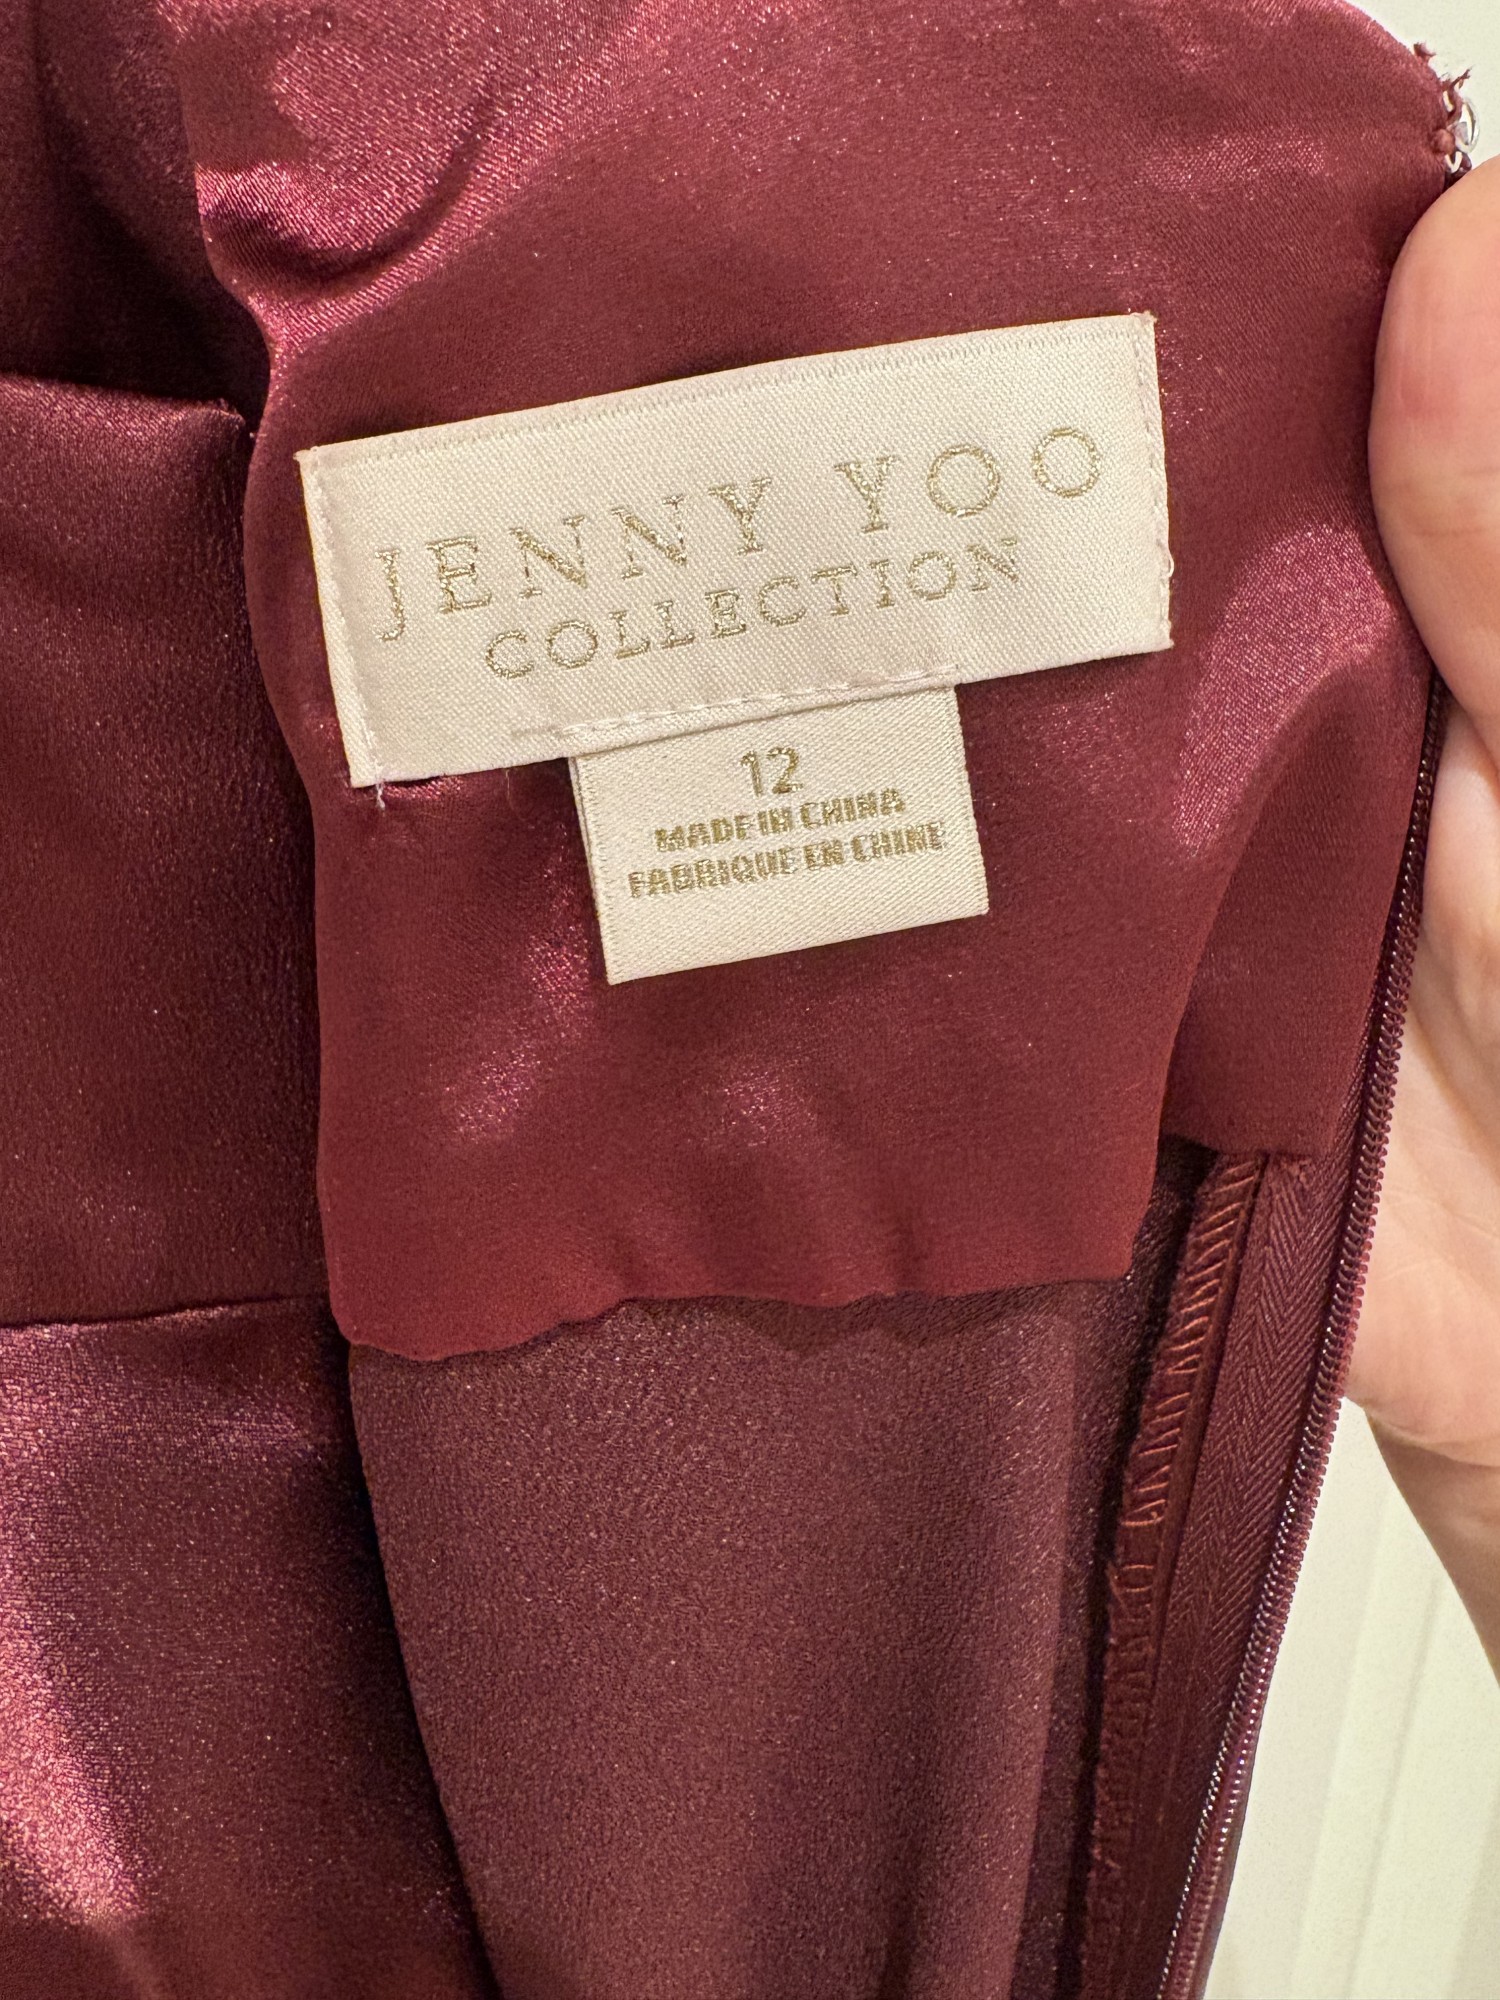 JENNY YOO
COLLECTION
12
MADE IN CHINA
FABRIQUE EN CHINE